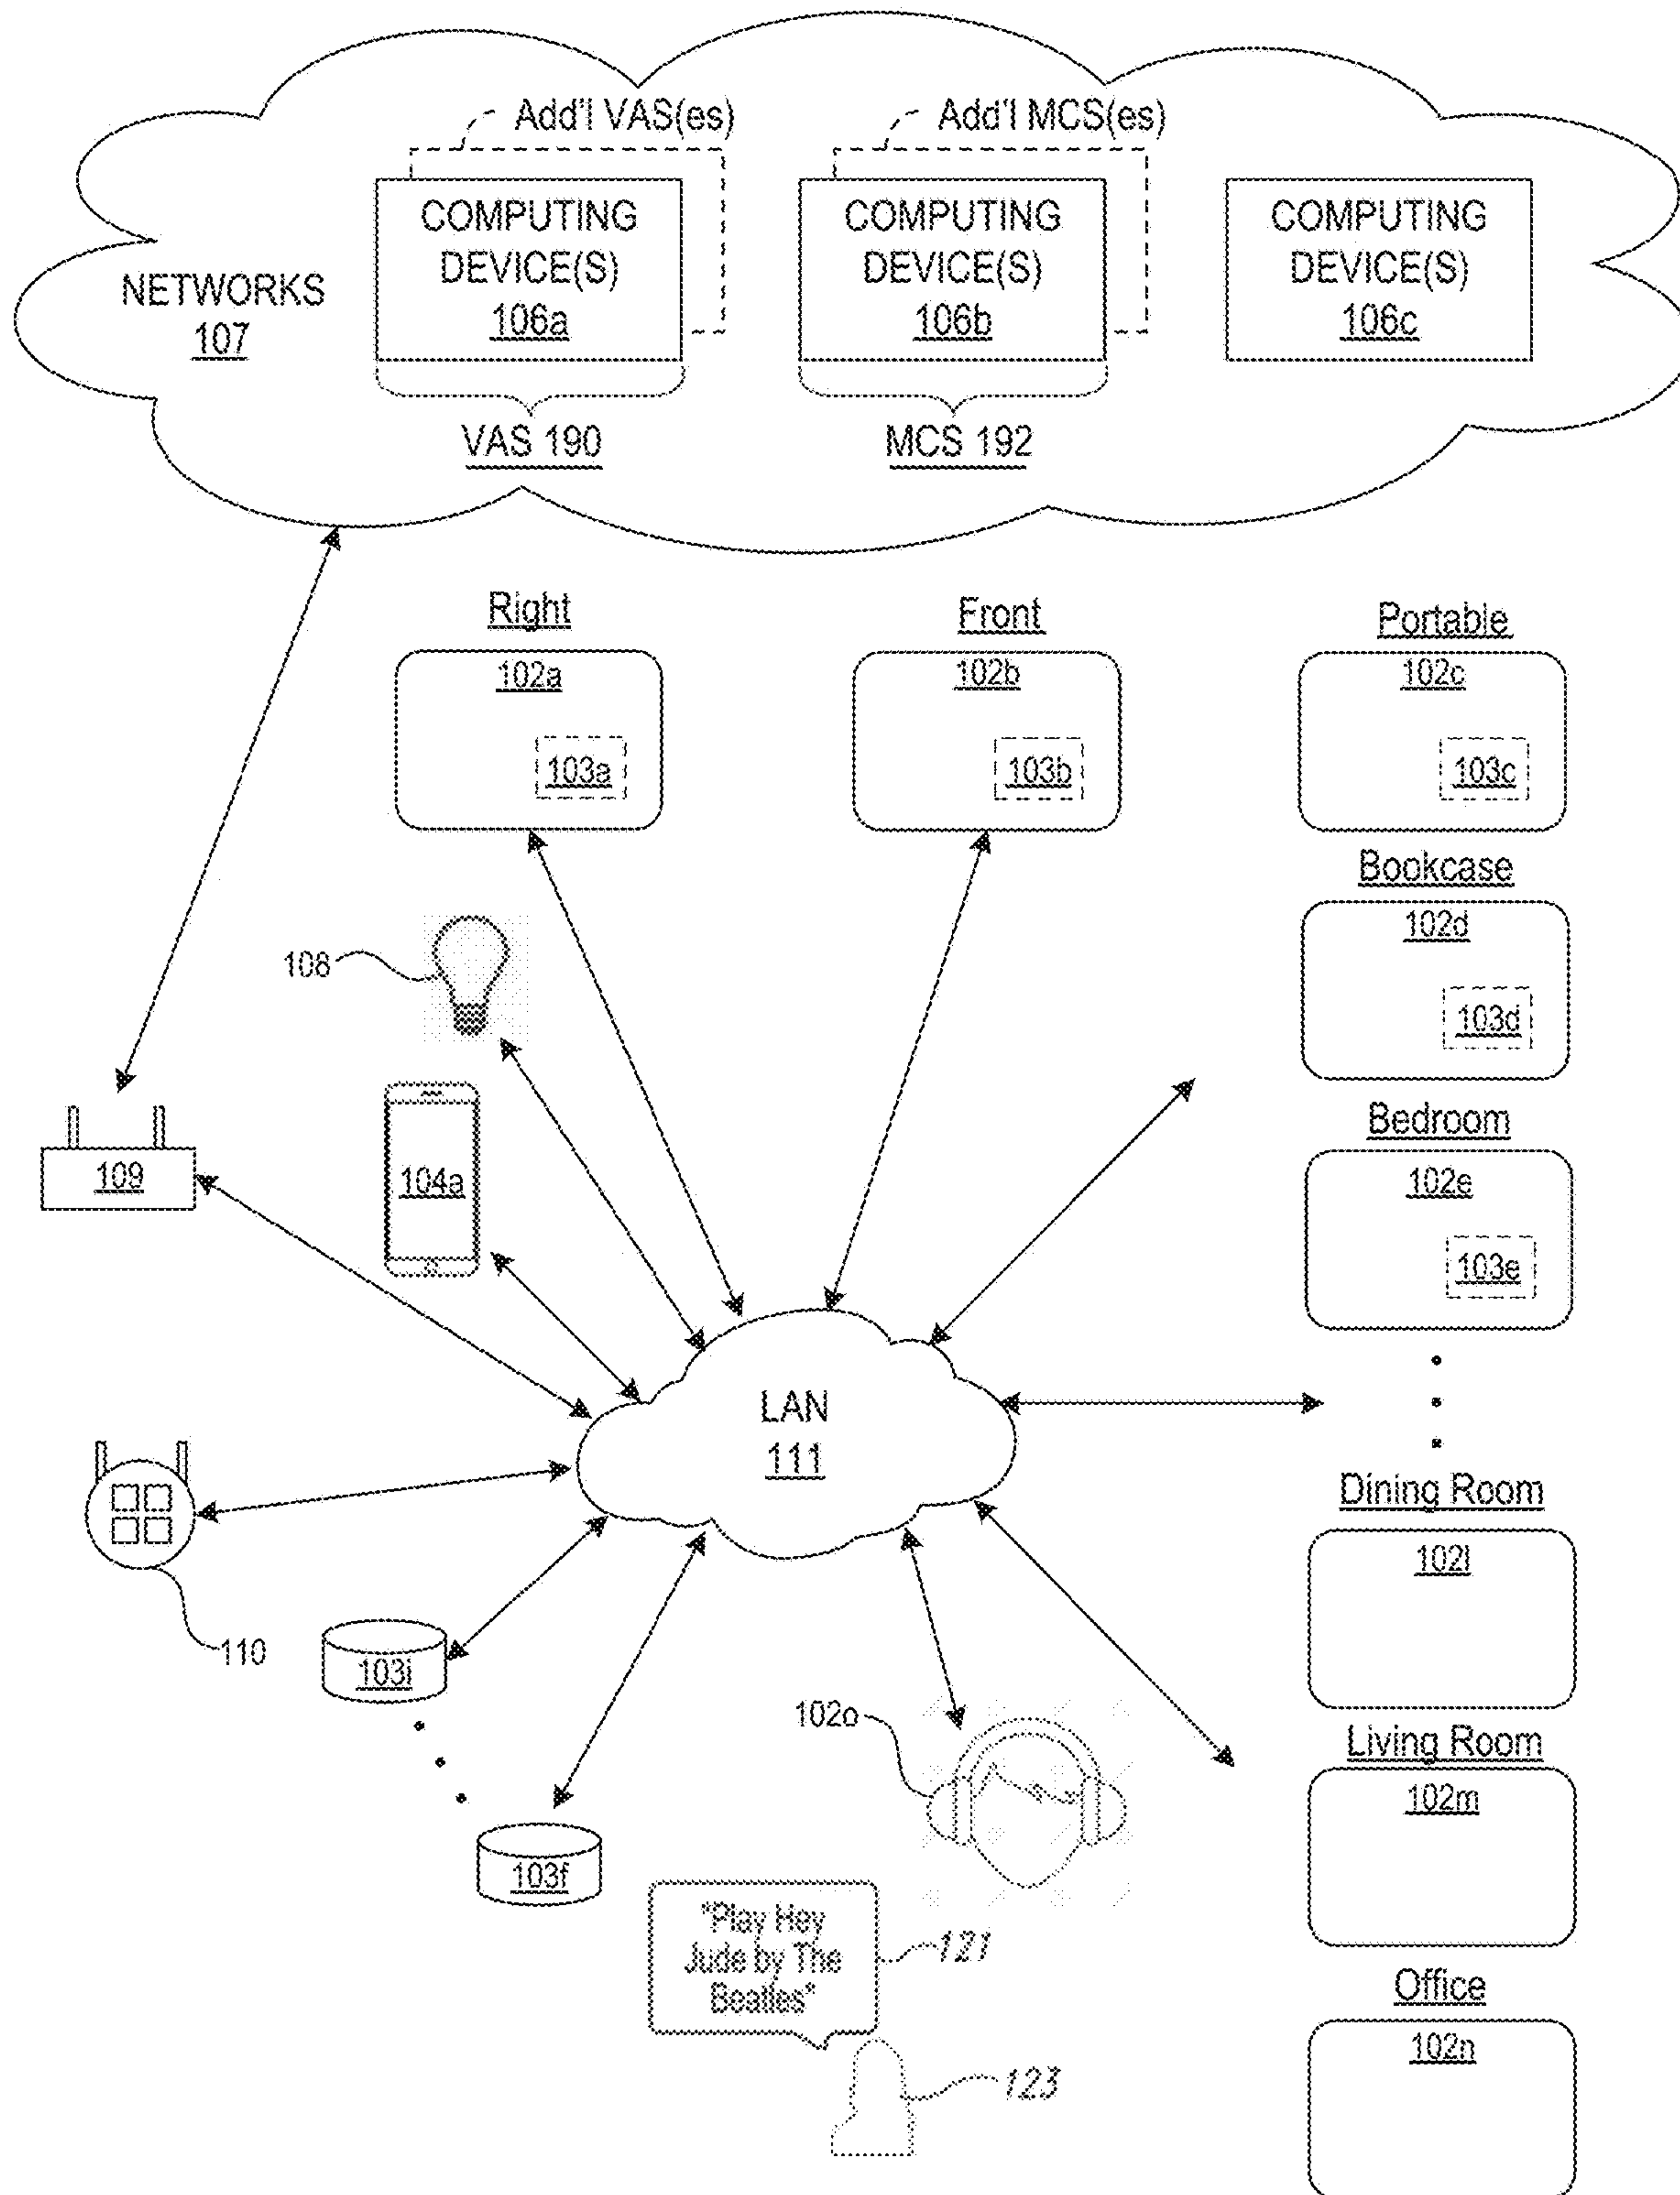 Add'l VAS(es)
Add'l MCS(es)
COMPUTING
DEVICE(S)
106a
COMPUTING
DEVICE(S)
106b
COMPUTING
DEVICE(S)
106c
NETWORKS
107
VAS 190
MCS 192
Right
102a
103a
Front
102b
103b
Portable
102c
103c
Bookcase
102d
103d
Bedroom
102e
103e
108
104a
109
LAN
111
110
103i
103f
102o
"Play Hey
Jude by The
Beatles"
121
123
Dining Room
102l
Living Room
102m
Office
102n